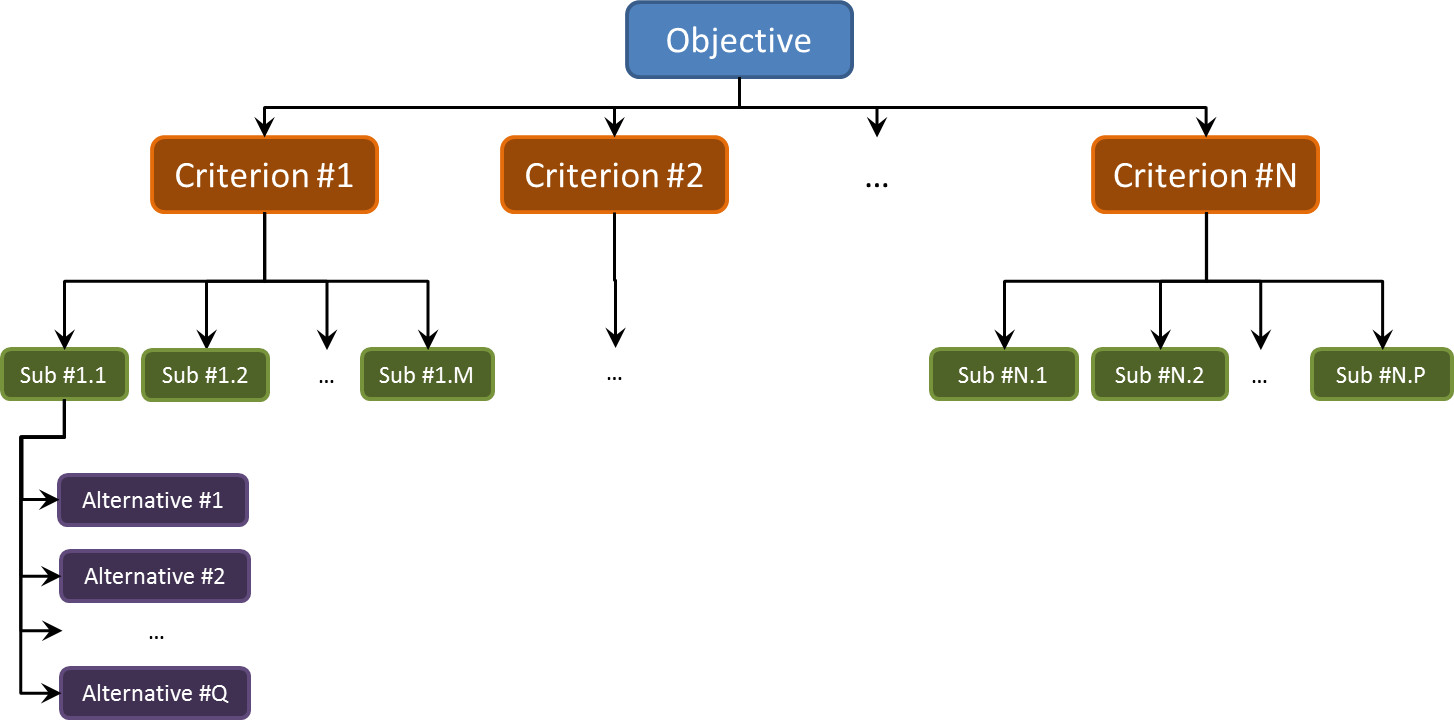 Objective
Criterion #1
Criterion #2
...
Criterion #N
Sub #1.1
Sub #1.2
...
Sub #1.M
...
Sub #N.1
Sub #N.2
...
Sub #N.P
Alternative #1
Alternative #2
...
Alternative #Q